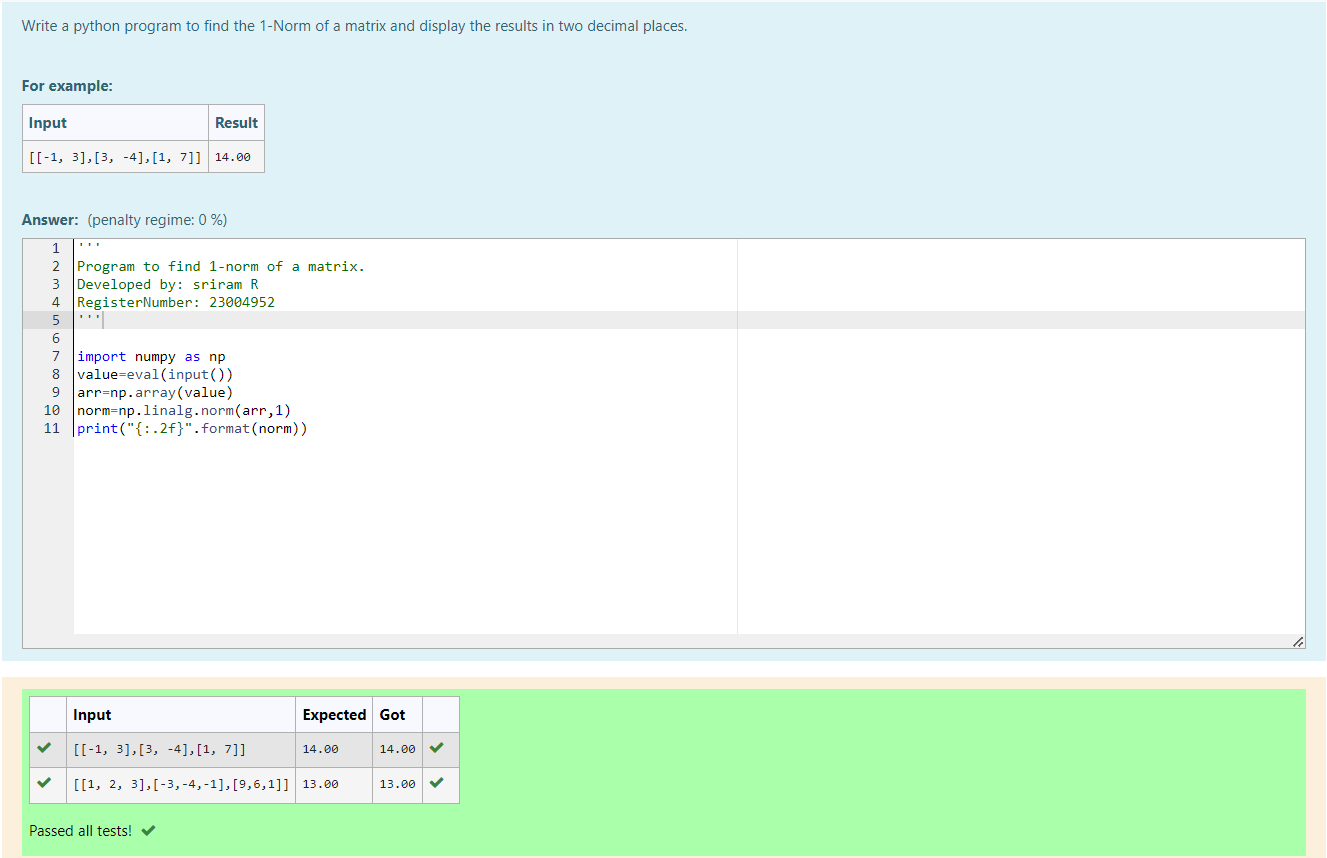 Write a python program to find the 1-Norm of a matrix and display the results in two decimal places.
For example:
Input Result
[[-1, 3],[3, -4],[1, 7]] 14.00
Answer: (penalty regime: 0 %)
1 '''
2 Program to find 1-norm of a matrix.
3 Developed by: sriram R
4 RegisterNumber: 23004952
5 '''
6
7 import numpy as np
8 value=eval(input())
9 arr=np.array(value)
10 norm=np.linalg.norm(arr,1)
11 print("{:.2f}".format(norm))
Input Expected Got
[[-1, 3],[3, -4],[1, 7]] 14.00 14.00
[[1, 2, 3],[-3,-4,-1],[9,6,1]] 13.00 13.00
Passed all tests!